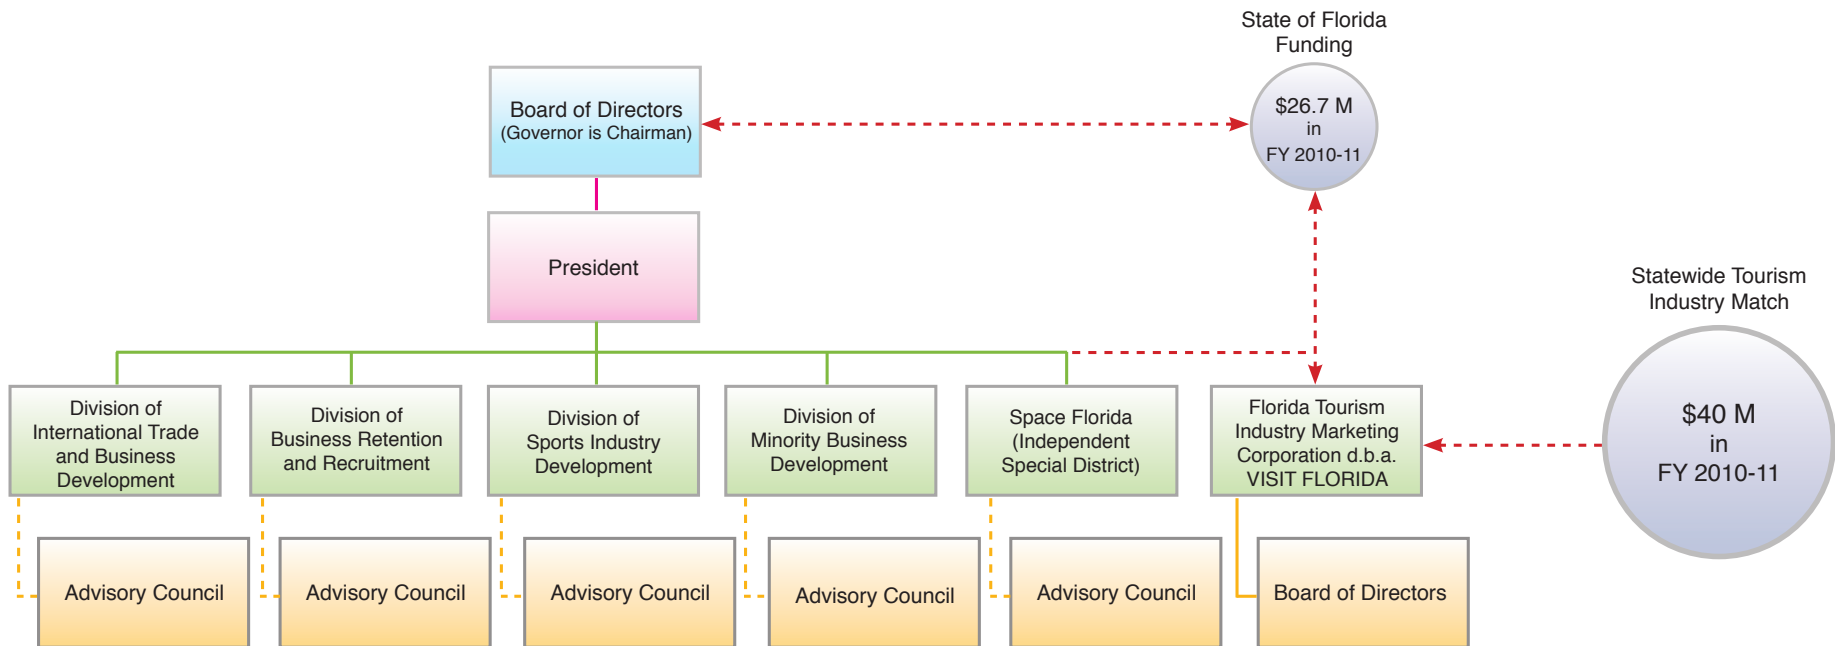 State of Florida
Funding
Board of Directors
(Governor is Chairman)
$26.7 M
in
FY 2010-11
President
Statewide Tourism
Industry Match
$40 M
in
FY 2010-11
Division of
International Trade
and Business
Development
Division of
Business Retention
and Recruitment
Division of
Sports Industry
Development
Division of
Minority Business
Development
Space Florida
(Independent
Special District)
Florida Tourism
Industry Marketing
Corporation d.b.a.
VISIT FLORIDA
Advisory Council
Advisory Council
Advisory Council
Advisory Council
Advisory Council
Board of Directors